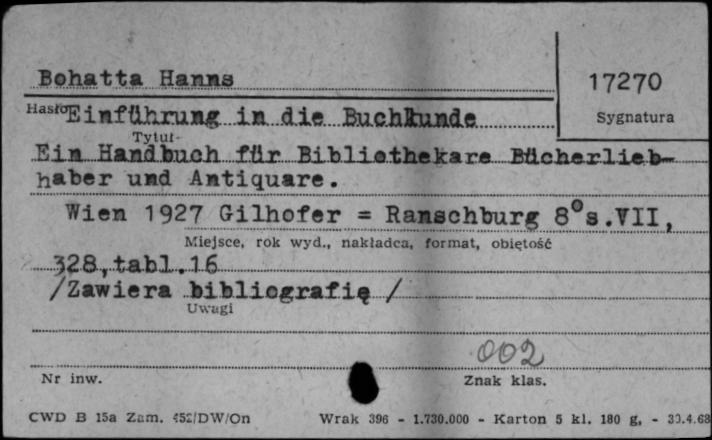 Bohatta Hanns
17270
Hasło Einführung in die Buchkunde
Sygnatura
Tytuł
Ein Handbuch für Bibliothekare Bücherlieb-
haber und Antiquare.
Wien 1927 Gilhofer = Ranschburg 8° s.VII,
Miejsce, rok wyd., nakładca, format, objętość
328,tabl.16
/Zawiera bibliografię /
Uwagi
002
Nr inw.
Znak klas.
CWD B 15a Zam. 452/DW/On Wrak 396 - 1.730.000 - Karton 5 kl. 180 g, - 30.4.68